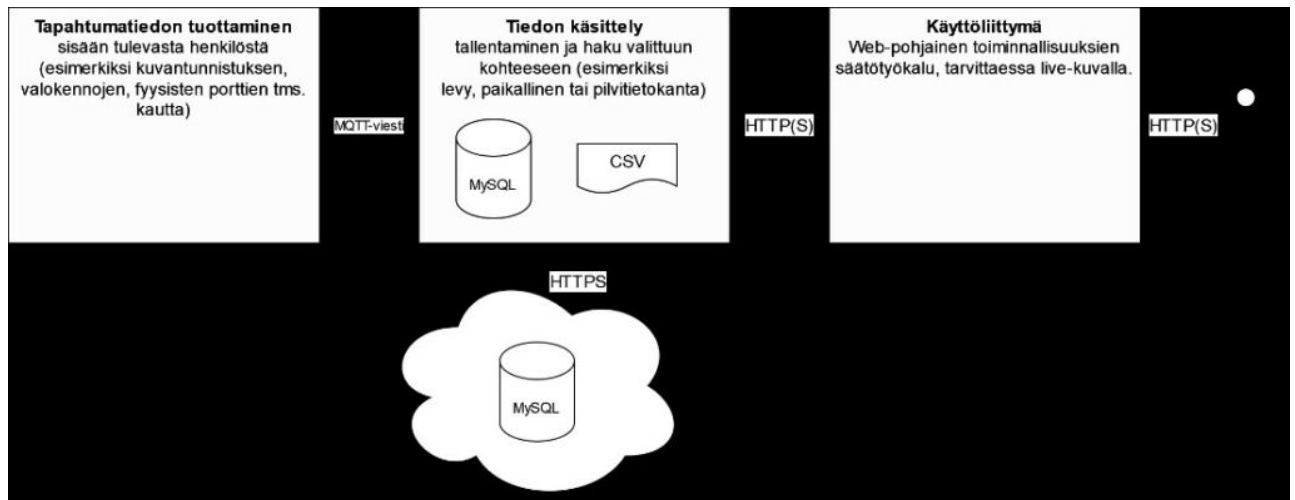 Tapahtumatiedon tuottaminen
sisään tulevasta henkilöstä
(esimerkiksi kuvantunnistuksen,
valokennojen, fyysisten porttien tms.
kautta)
MQTT-viesti
Tiedon käsittely
tallentaminen ja haku valittuun
kohteeseen (esimerkiksi
levy, paikallinen tai pilvitietokanta)
MySQL
CSV
HTTP(S)
Käyttöliittymä
Web-pohjainen toiminnallisuuksien
säätötyökalu, tarvittaessa live-kuvalla.
HTTP(S)
HTTPS
MySQL